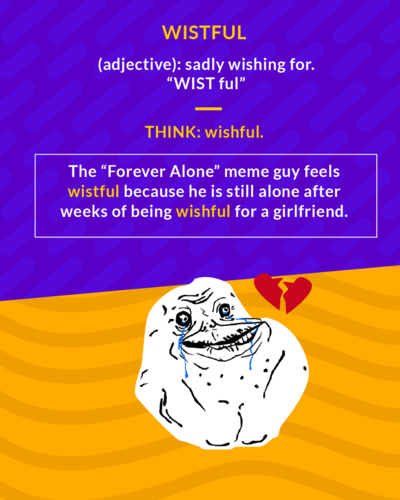 WISTFUL
(adjective): sadly wishing for.
“WIST ful”
THINK: wishful.
The “Forever Alone” meme guy feels
wistful because he is still alone after
weeks of being wishful for a girlfriend.